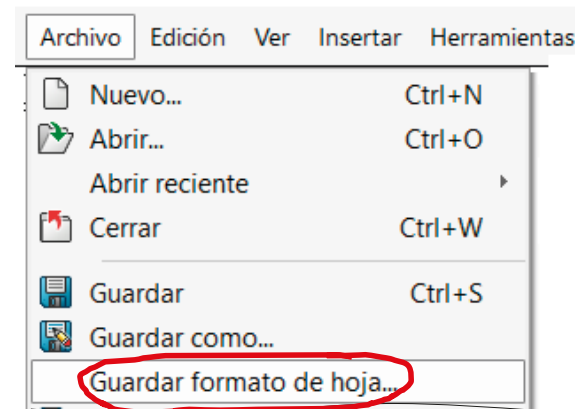 Archivo Edición Ver Insertar Herramientas
Nuevo... Ctrl+N
Abrir... Ctrl+O
Abrir reciente
Cerrar Ctrl+W
Guardar Ctrl+S
Guardar como...
Guardar formato de hoja...